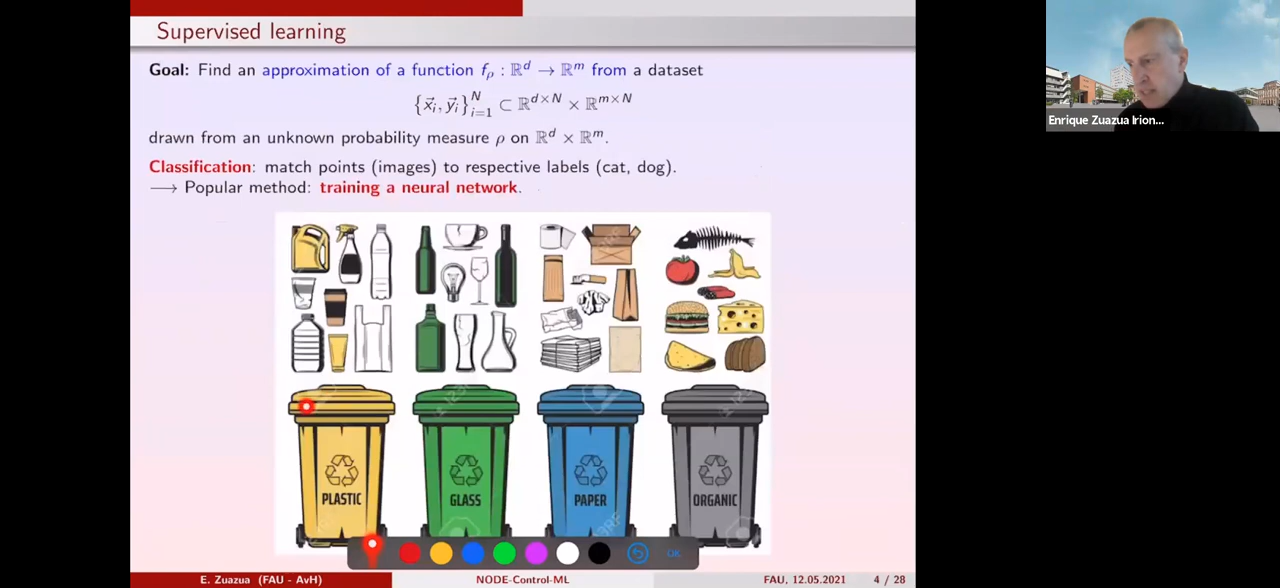 Supervised learning
Goal: Find an approximation of a function f_ρ : ℝ^d → ℝ^m from a dataset
{x⃗_i, y⃗_i}_{i=1}^N ⊂ ℝ^{d×N} × ℝ^{m×N}
drawn from an unknown probability measure ρ on ℝ^d × ℝ^m.
Classification: match points (images) to respective labels (cat, dog).
⟶ Popular method: training a neural network.
PLASTIC GLASS PAPER ORGANIC
OK
E. Zuazua (FAU - AvH) NODE-Control-ML FAU, 12.05.2021 4 / 28
Enrique Zuazua Irion...